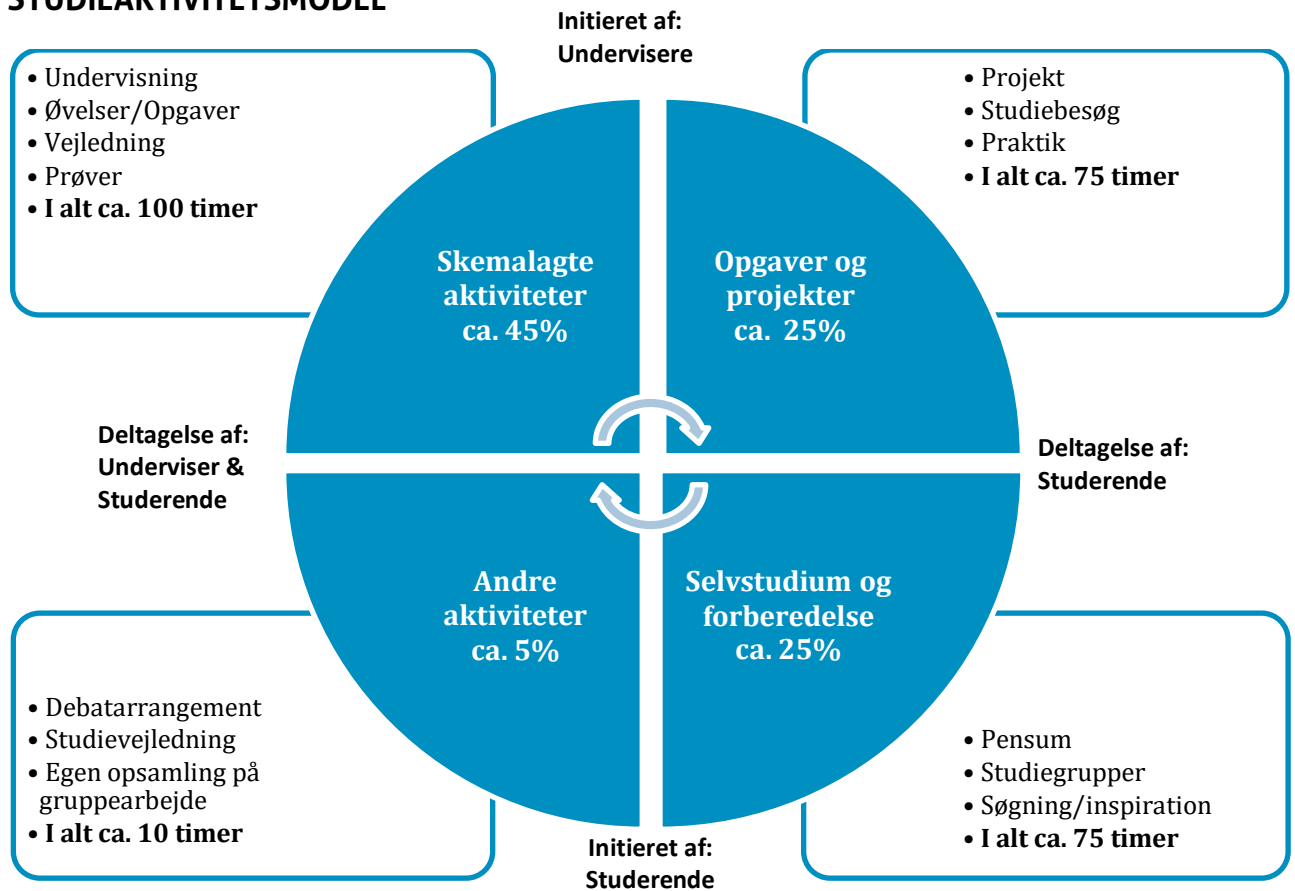 STUDIEAKTIVITETSMODEL
Initieret af:
Undervisere
• Undervisning
• Øvelser/Opgaver
• Vejledning
• Prøver
• I alt ca. 100 timer
• Projekt
• Studiebesøg
• Praktik
• I alt ca. 75 timer
Skemalagte
aktiviteter
ca. 45%
Opgaver og
projekter
ca. 25%
Deltagelse af:
Underviser &
Studerende
Deltagelse af:
Studerende
Andre
aktiviteter
ca. 5%
Selvstudium og
forberedelse
ca. 25%
• Debatarrangement
• Studievejledning
• Egen opsamling på
gruppearbejde
• I alt ca. 10 timer
• Pensum
• Studiegrupper
• Søgning/inspiration
• I alt ca. 75 timer
Initieret af:
Studerende